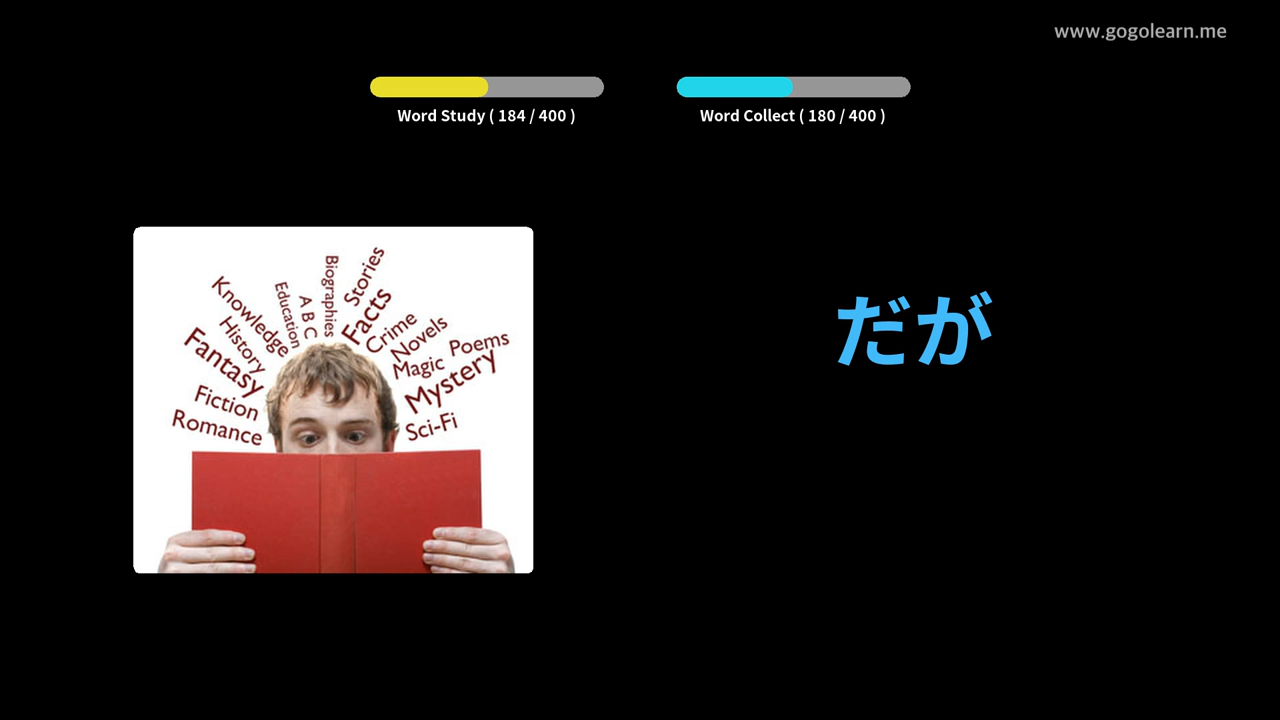 www.gogolearn.me
Word Study ( 184 / 400 )
Word Collect ( 180 / 400 )
Knowledge
History
Fantasy
Fiction
Romance
Education
A B C
Biographies
Stories
Facts
Crime
Novels
Magic
Poems
Mystery
Sci-Fi
だが